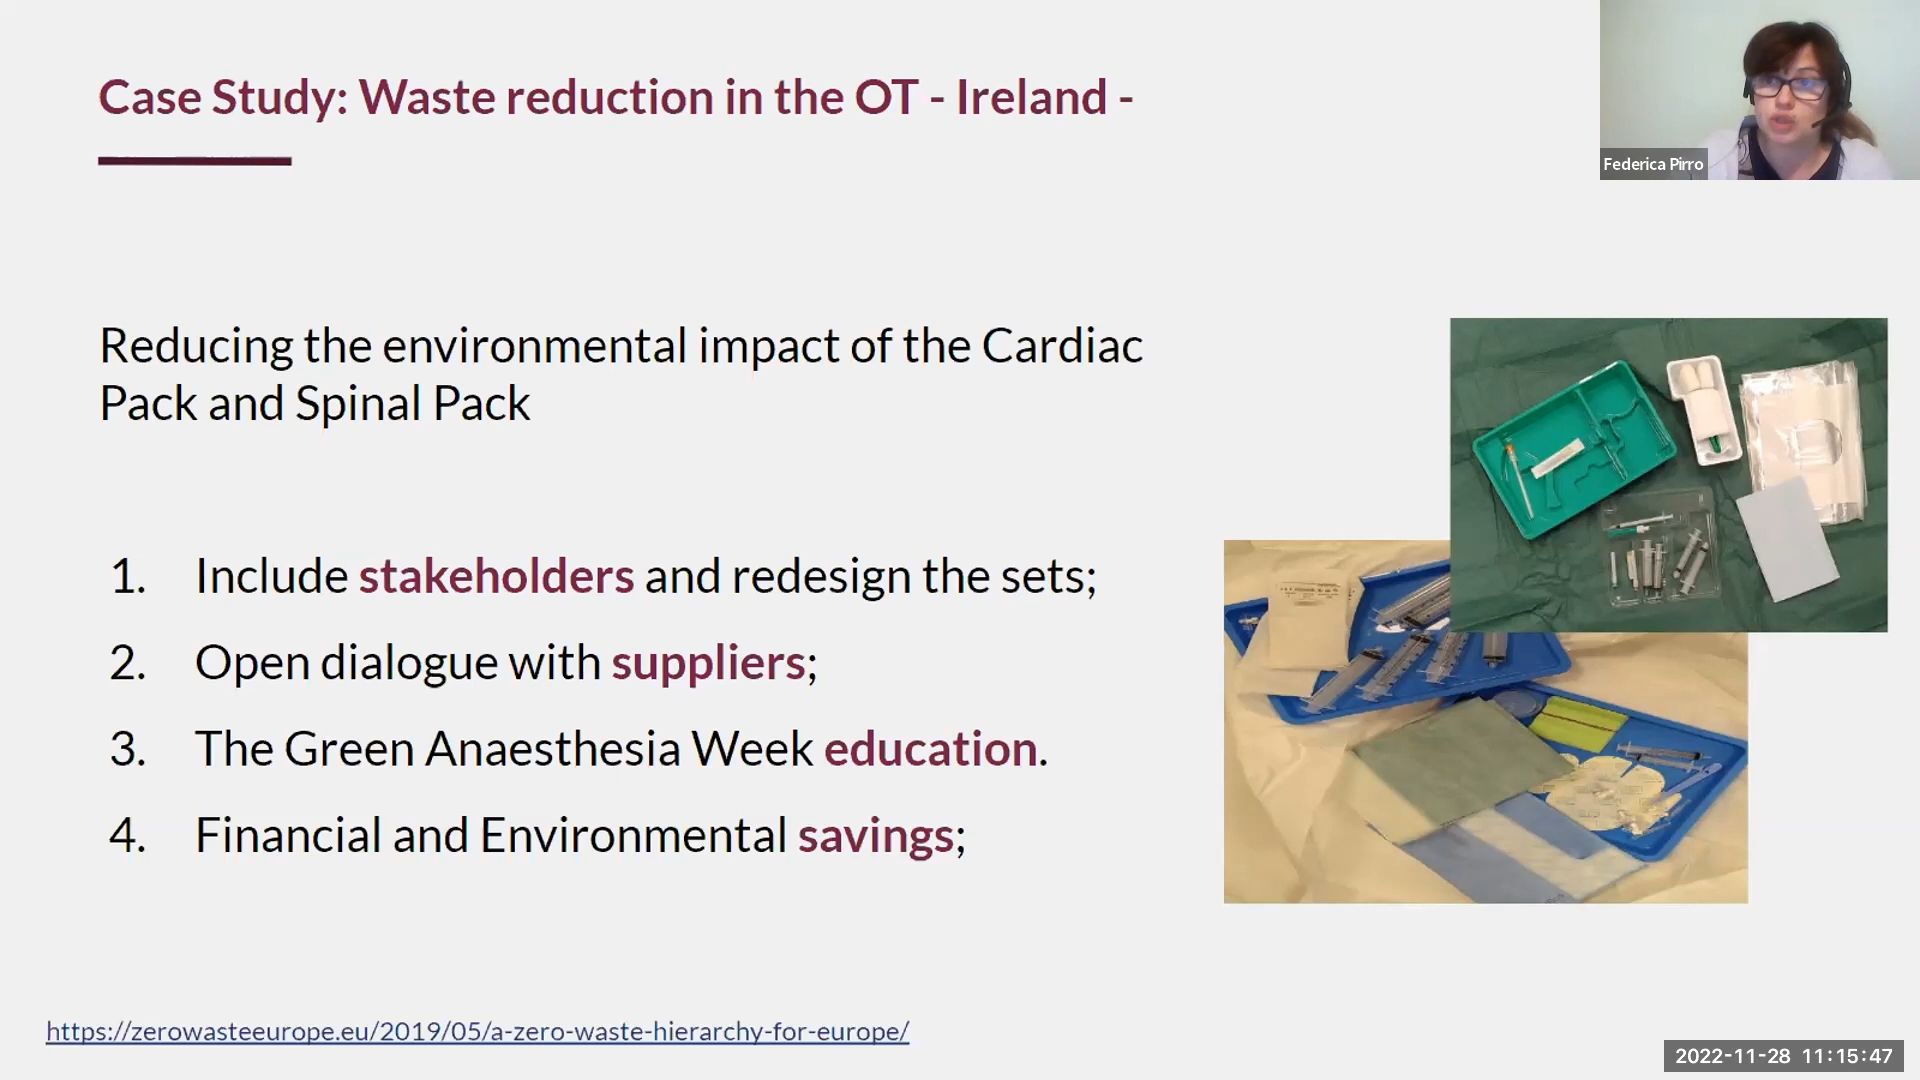 Case Study: Waste reduction in the OT - Ireland -
Federica Pirro
Reducing the environmental impact of the Cardiac
Pack and Spinal Pack
1. Include stakeholders and redesign the sets;
2. Open dialogue with suppliers;
3. The Green Anaesthesia Week education.
4. Financial and Environmental savings;
https://zerowasteeurope.eu/2019/05/a-zero-waste-hierarchy-for-europe/
2022-11-28 11:15:47